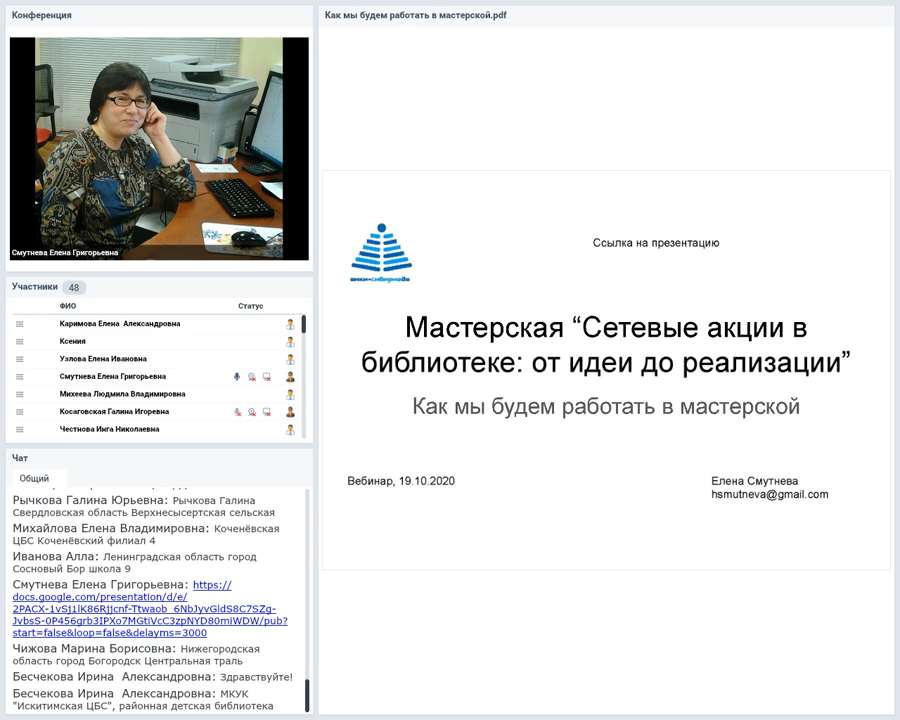 Конференция
Смутнева Елена Григорьевна
Участники 48
ФИО Статус
Каримова Елена Александровна
Ксения
Узлова Елена Ивановна
Смутнева Елена Григорьевна
Михеева Людмила Владимировна
Косаговская Галина Игоревна
Честнова Инга Николаевна
Чат
Общий
Рычкова Галина Юрьевна: Рычкова Галина
Свердловская область Верхнесысертская сельская
Михайлова Елена Владимировна: Коченёвская
ЦБС Коченёвский филиал 4
Иванова Алла: Ленинградская область город
Сосновый Бор школа 9
Смутнева Елена Григорьевна: https://
docs.google.com/presentation/d/e/
2PACX-1vSj1lK86Rjjcnf-Ttwaob_6NbJyvGldS8C7SZg-
JvbsS-0P456grb3IPXo7MGtiVcC3zpNYD80miWDW/pub?
start=false&loop=false&delayms=3000
Чижова Марина Борисовна: Нижегородская
область город Богородск Центральная траль
Бесчекова Ирина Александровна: Здравствуйте!
Бесчекова Ирина Александровна: МКУК
"Искитимская ЦБС", районная детская библиотека
Как мы будем работать в мастерской.pdf
вики-сибириаДа
Ссылка на презентацию
Мастерская “Сетевые акции в
библиотеке: от идеи до реализации”
Как мы будем работать в мастерской
Вебинар, 19.10.2020
Елена Смутнева
hsmutneva@gmail.com